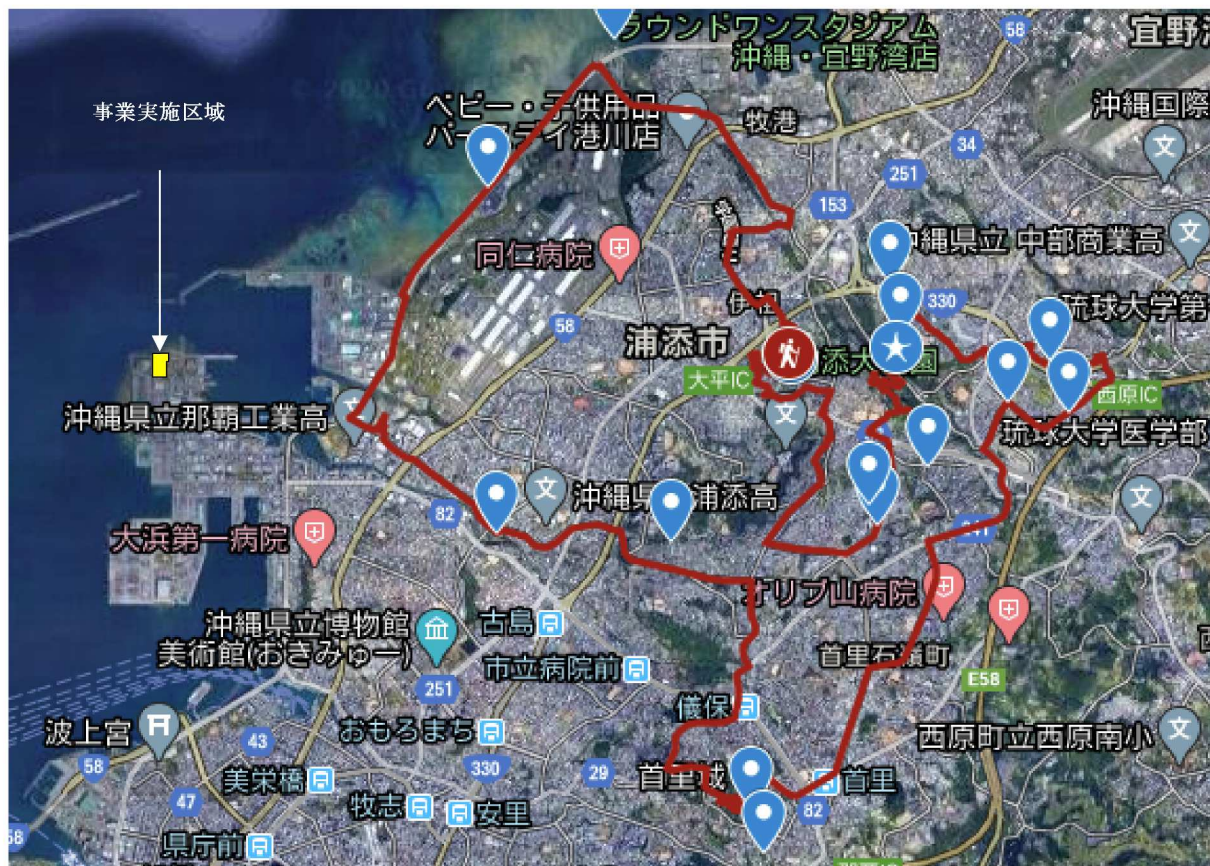 ラウンドワンスタジアム
沖縄・宜野湾店
58
宜野湾
事業実施区域
ベビー・子供用品
バースデイ港川店
牧港
沖縄国際
34
251
153
同仁病院
沖縄県立 中部商業高
伊祖
330
琉球大学第
58
浦添市
大平IC
西原IC
沖縄県立那覇工業高
琉球大学医学部
82
浦添高
241
大浜第一病院
オリブ山病院
沖縄県立博物館
美術館(おきみゅー)
古島
市立病院前
首里石嶺町
E58
251
儀保
波上宮
43
おもろまち
西原町立西原南小
58
330
29
首里城
首里
美栄橋
47
牧志
安里
82
県庁前
58